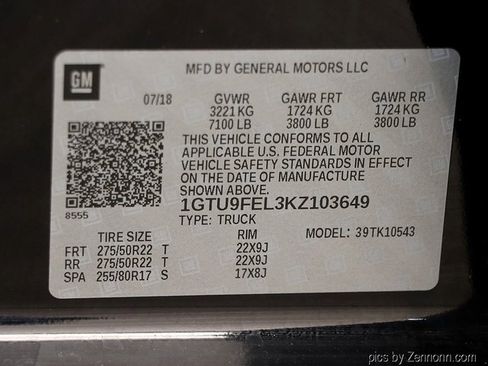 GM
MFD BY GENERAL MOTORS LLC
07/18 GVWR GAWR FRT GAWR RR
3221 KG 1724 KG 1724 KG
7100 LB 3800 LB 3800 LB
THIS VEHICLE CONFORMS TO ALL
APPLICABLE U.S. FEDERAL MOTOR
VEHICLE SAFETY STANDARDS IN EFFECT
ON THE DATE OF MANUFACTURE
SHOWN ABOVE.
8555
1GTU9FEL3KZ103649
TYPE: TRUCK
TIRE SIZE RIM MODEL: 39TK10543
FRT 275/50R22 T 22X9J
RR 275/50R22 T 22X9J
SPA 255/80R17 S 17X8J
pics by Zennonn.com